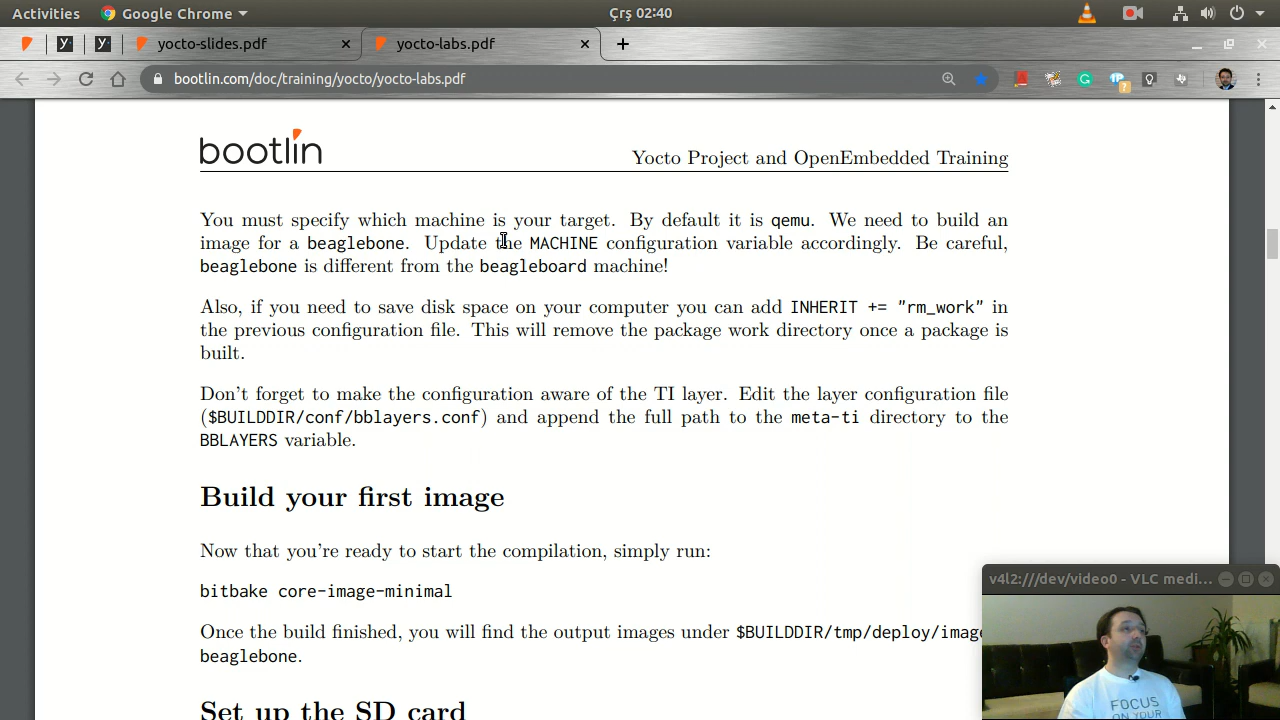 Activities Google Chrome Çrş 02:40
yocto-slides.pdf yocto-labs.pdf
bootlin.com/doc/training/yocto/yocto-labs.pdf
bootlin
Yocto Project and OpenEmbedded Training
You must specify which machine is your target. By default it is qemu. We need to build an
image for a beaglebone. Update the MACHINE configuration variable accordingly. Be careful,
beaglebone is different from the beagleboard machine!
Also, if you need to save disk space on your computer you can add INHERIT += "rm_work" in
the previous configuration file. This will remove the package work directory once a package is
built.
Don't forget to make the configuration aware of the TI layer. Edit the layer configuration file
($BUILDDIR/conf/bblayers.conf) and append the full path to the meta-ti directory to the
BBLAYERS variable.
Build your first image
Now that you're ready to start the compilation, simply run:
bitbake core-image-minimal
Once the build finished, you will find the output images under $BUILDDIR/tmp/deploy/image
beaglebone.
Set up the SD card
v4l2:///dev/video0 - VLC medi...
FOCUS
ON YOUR